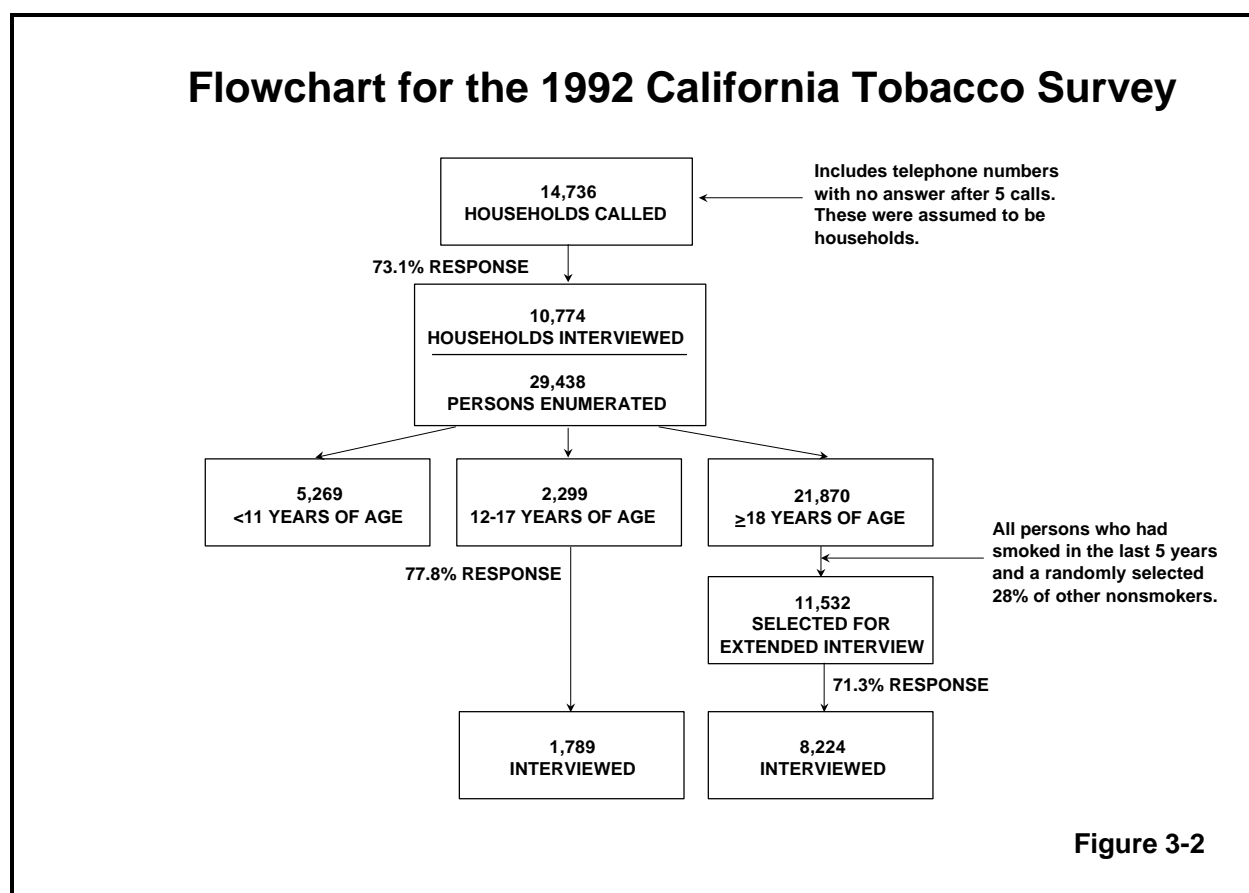 Flowchart for the 1992 California Tobacco Survey
14,736
HOUSEHOLDS CALLED
Includes telephone numbers
with no answer after 5 calls.
These were assumed to be
households.
73.1% RESPONSE
10,774
HOUSEHOLDS INTERVIEWED
29,438
PERSONS ENUMERATED
5,269
<11 YEARS OF AGE
2,299
12-17 YEARS OF AGE
21,870
≥18 YEARS OF AGE
All persons who had
smoked in the last 5 years
and a randomly selected
28% of other nonsmokers.
77.8% RESPONSE
11,532
SELECTED FOR
EXTENDED INTERVIEW
71.3% RESPONSE
1,789
INTERVIEWED
8,224
INTERVIEWED
Figure 3-2